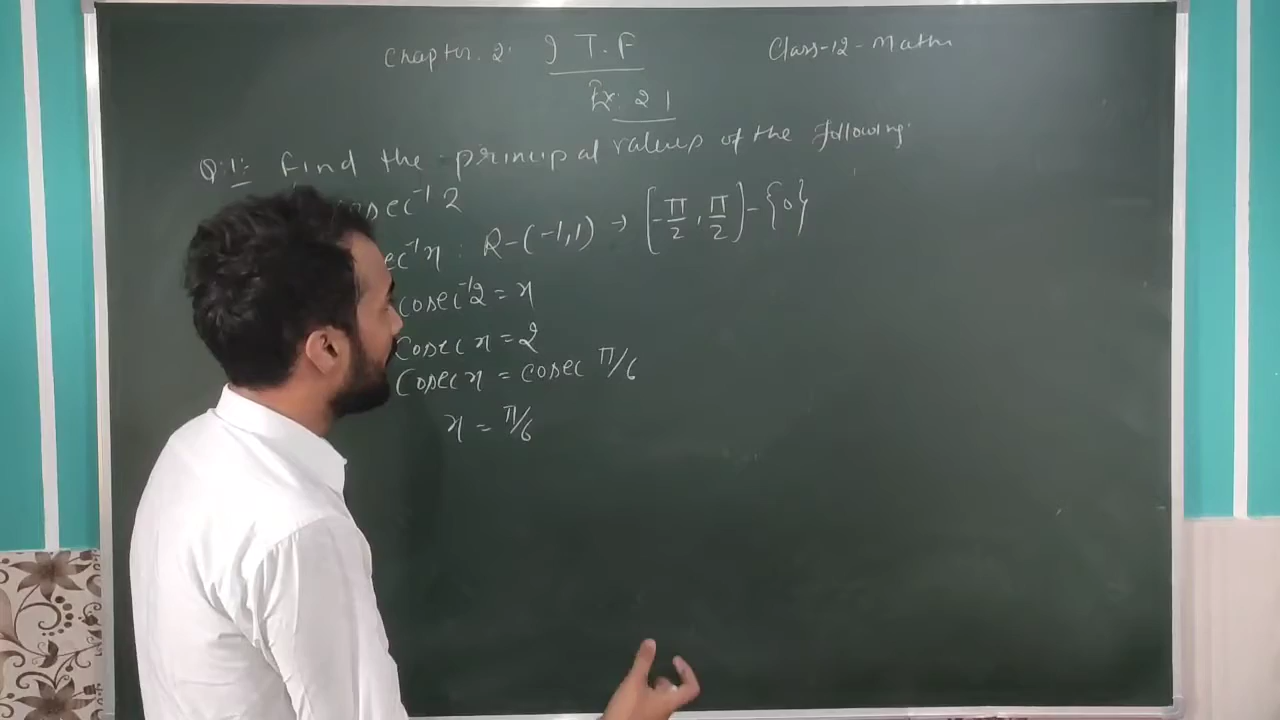 Chapter. 2: I T.F
Class-12-Maths
Ex: 2.1
Q.1: Find the principal values of the following:
cosec⁻¹ 2
ec⁻¹x : R-(-1,1) → [-π/2, π/2] - {0}
cosec⁻¹2 = x
cosec x = 2
cosec x = cosec π/6
x = π/6